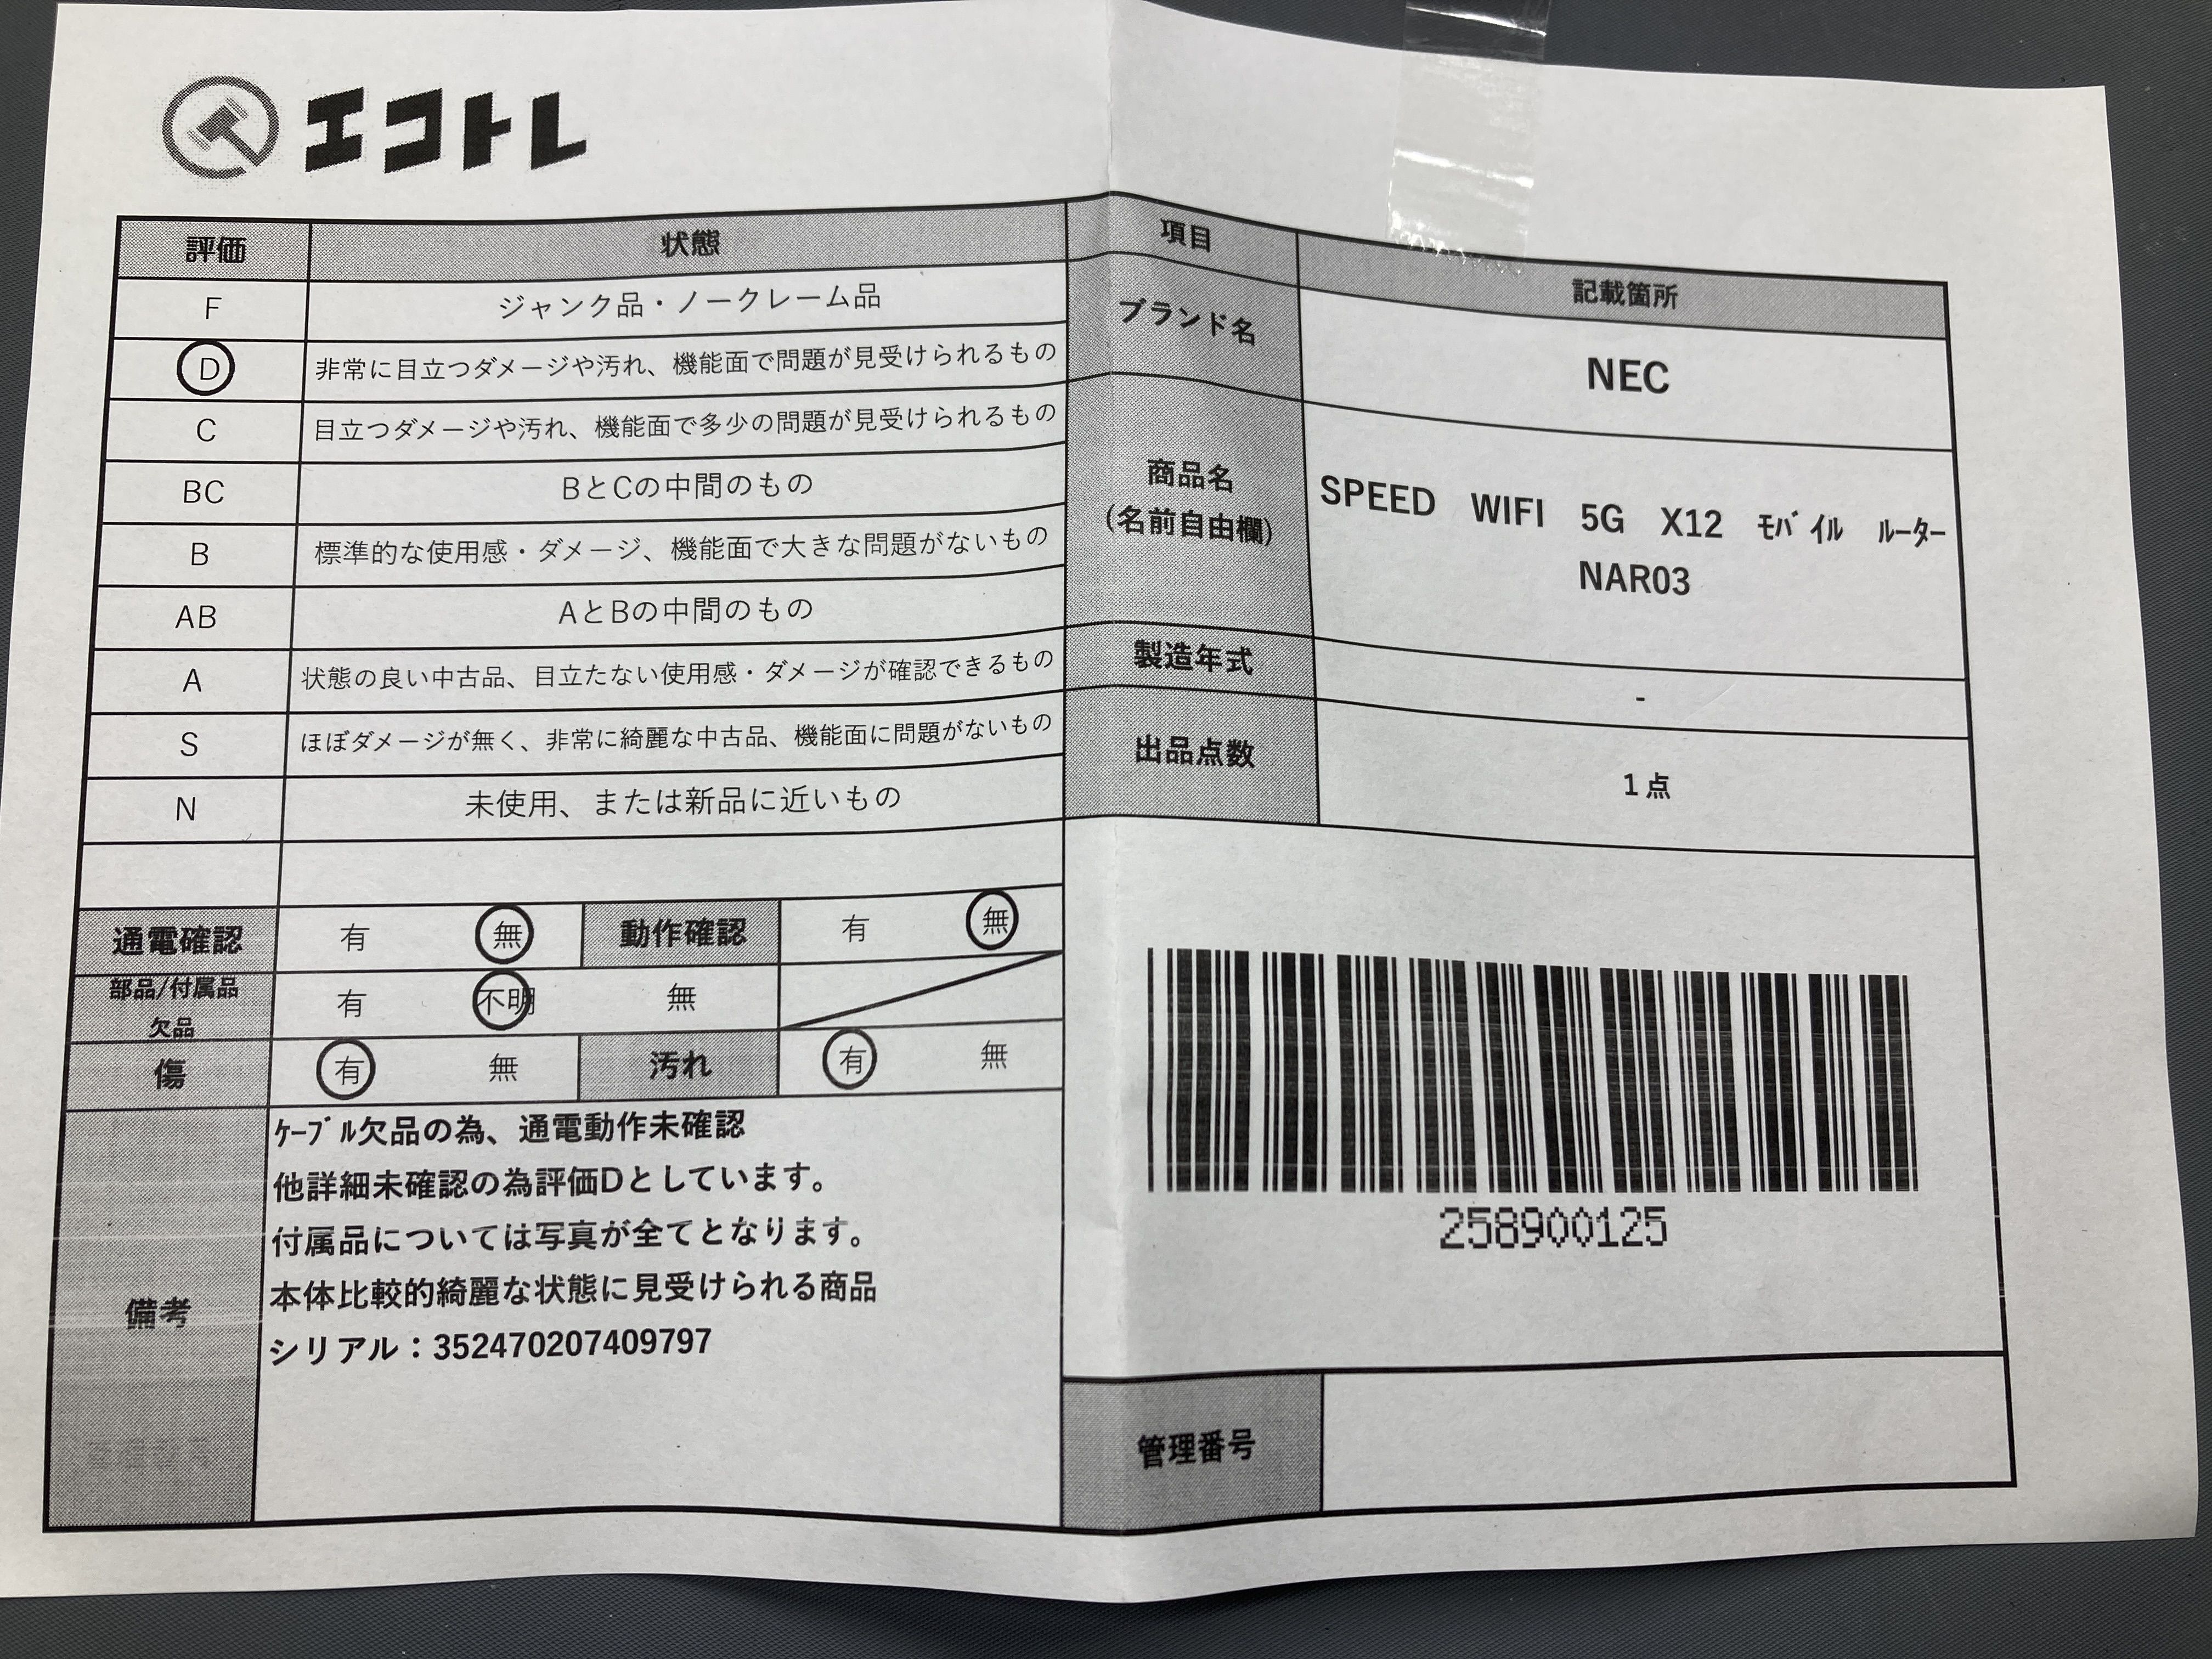 エコトレ
評価 状態
F ジャンク品・ノークレーム品
D 非常に目立つダメージや汚れ、機能面で問題が見受けられるもの
C 目立つダメージや汚れ、機能面で多少の問題が見受けられるもの
BC BとCの中間のもの
B 標準的な使用感・ダメージ、機能面で大きな問題がないもの
AB AとBの中間のもの
A 状態の良い中古品、目立たない使用感・ダメージが確認できるもの
S ほぼダメージが無く、非常に綺麗な中古品、機能面に問題がないもの
N 未使用、または新品に近いもの
通電確認 有 無 動作確認 有 無
部品/付属品
欠品 有 不明 無
傷 有 無 汚れ 有 無
備考
ｹｰﾌﾞﾙ欠品の為、通電動作未確認
他詳細未確認の為評価Dとしています。
付属品については写真が全てとなります。
本体比較的綺麗な状態に見受けられる商品
シリアル：352470207409797
項目 記載箇所
ブランド名 NEC
商品名
(名前自由欄)
SPEED WIFI 5G X12 ﾓﾊﾞｲﾙ ﾙｰﾀｰ
NAR03
製造年式 -
出品点数 1点
258900125
管理番号